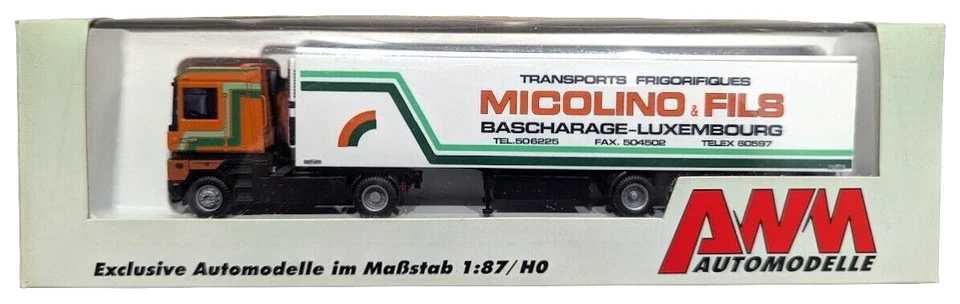 TRANSPORTS FRIGORIFIQUES
MICOLINO & FILS
BASCHARAGE-LUXEMBOURG
TEL.506225 FAX. 504502 TELEX 60597
AWM
AUTOMODELLE
Exclusive Automodelle im Maßstab 1:87/H0